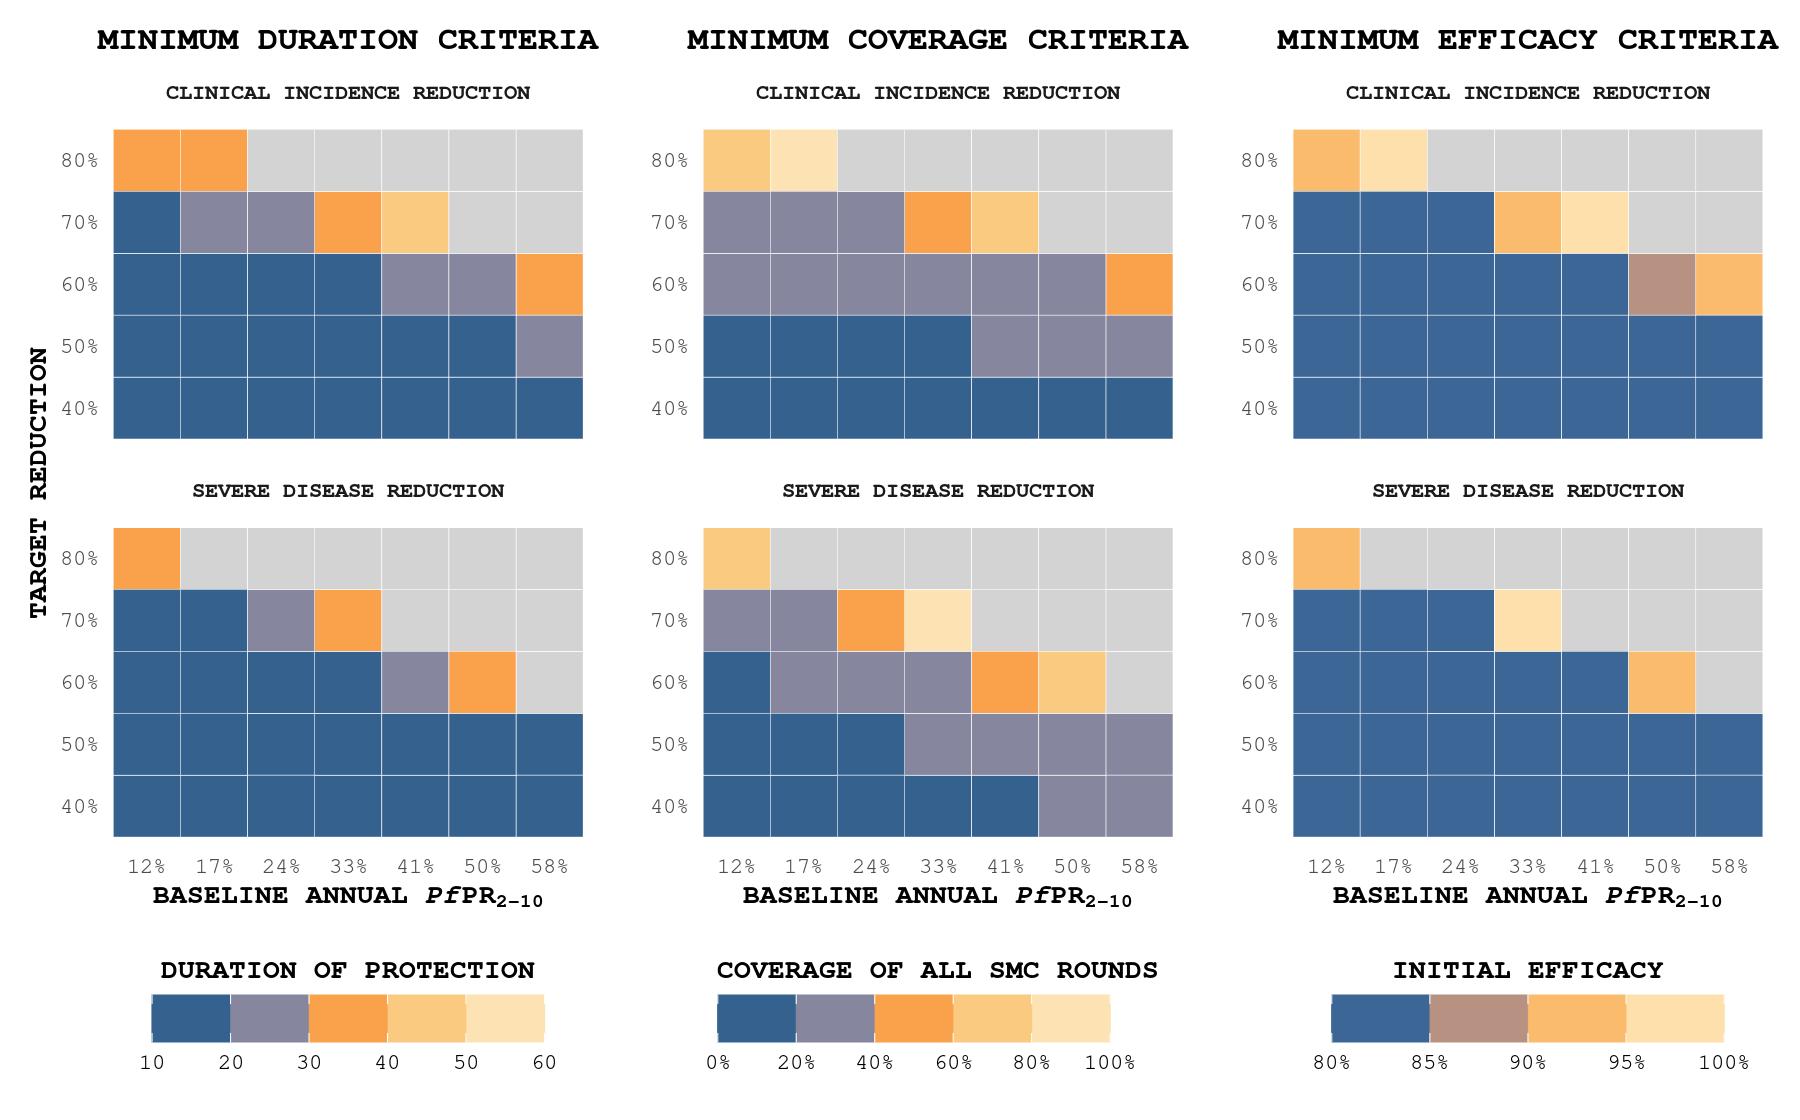 MINIMUM DURATION CRITERIA
MINIMUM COVERAGE CRITERIA
MINIMUM EFFICACY CRITERIA
CLINICAL INCIDENCE REDUCTION
CLINICAL INCIDENCE REDUCTION
CLINICAL INCIDENCE REDUCTION
80% 80% 80%
70% 70% 70%
60% 60% 60%
50% 50% 50%
40% 40% 40%
TARGET REDUCTION
SEVERE DISEASE REDUCTION
SEVERE DISEASE REDUCTION
SEVERE DISEASE REDUCTION
80% 80% 80%
70% 70% 70%
60% 60% 60%
50% 50% 50%
40% 40% 40%
12% 17% 24% 33% 41% 50% 58%
12% 17% 24% 33% 41% 50% 58%
12% 17% 24% 33% 41% 50% 58%
BASELINE ANNUAL PfPR2-10
BASELINE ANNUAL PfPR2-10
BASELINE ANNUAL PfPR2-10
DURATION OF PROTECTION
10 20 30 40 50 60
COVERAGE OF ALL SMC ROUNDS
0% 20% 40% 60% 80% 100%
INITIAL EFFICACY
80% 85% 90% 95% 100%